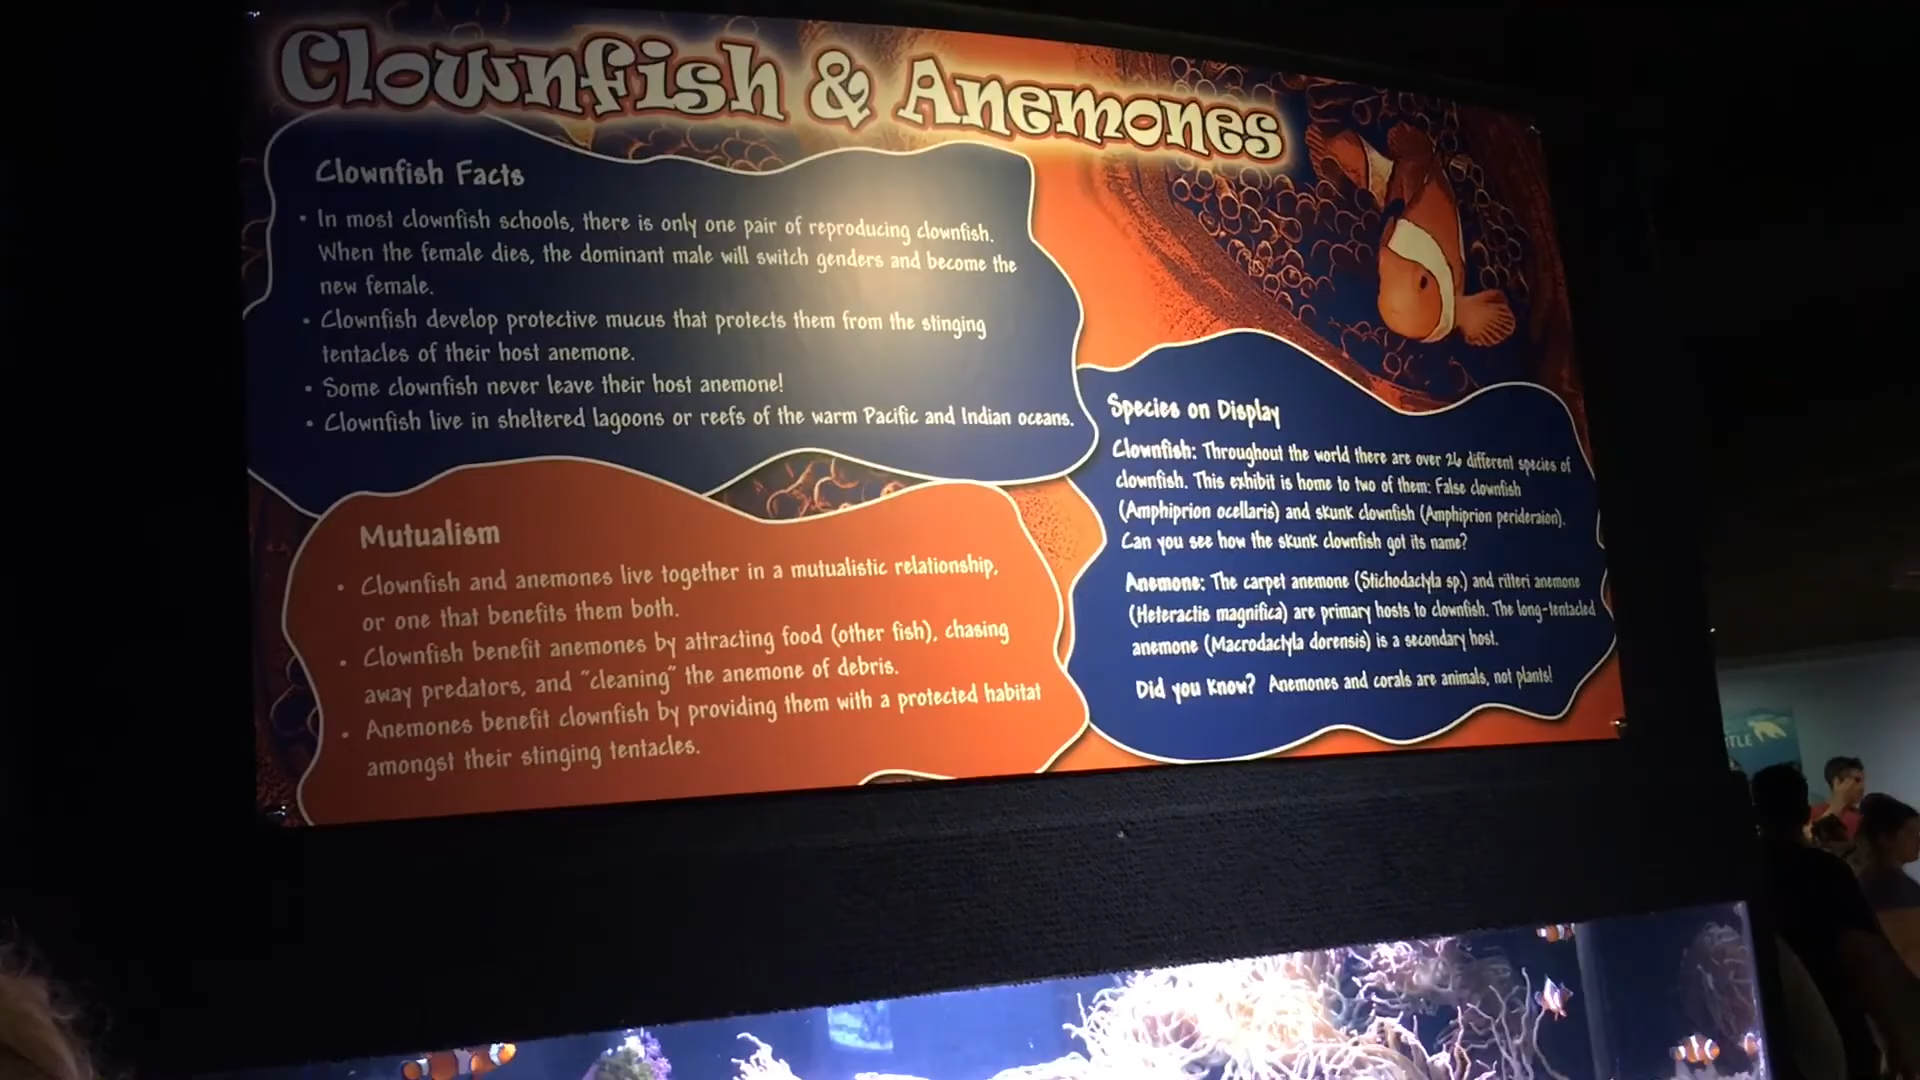 Clownfish & Anemones
Clownfish Facts
• In most clownfish schools, there is only one pair of reproducing clownfish.
When the female dies, the dominant male will switch genders and become the
new female.
• Clownfish develop protective mucus that protects them from the stinging
tentacles of their host anemone.
• Some clownfish never leave their host anemone!
• Clownfish live in sheltered lagoons or reefs of the warm Pacific and Indian oceans.
Mutualism
• Clownfish and anemones live together in a mutualistic relationship,
or one that benefits them both.
• Clownfish benefit anemones by attracting food (other fish), chasing
away predators, and "cleaning" the anemone of debris.
• Anemones benefit clownfish by providing them with a protected habitat
amongst their stinging tentacles.
Species on Display
Clownfish: Throughout the world there are over 26 different species of
clownfish. This exhibit is home to two of them: False clownfish
(Amphiprion ocellaris) and skunk clownfish (Amphiprion perideraion).
Can you see how the skunk clownfish got its name?
Anemone: The carpet anemone (Stichodactyla sp.) and ritteri anemone
(Heteractis magnifica) are primary hosts to clownfish. The long-tentacled
anemone (Macrodactyla dorensis) is a secondary host.
Did you know? Anemones and corals are animals, not plants!